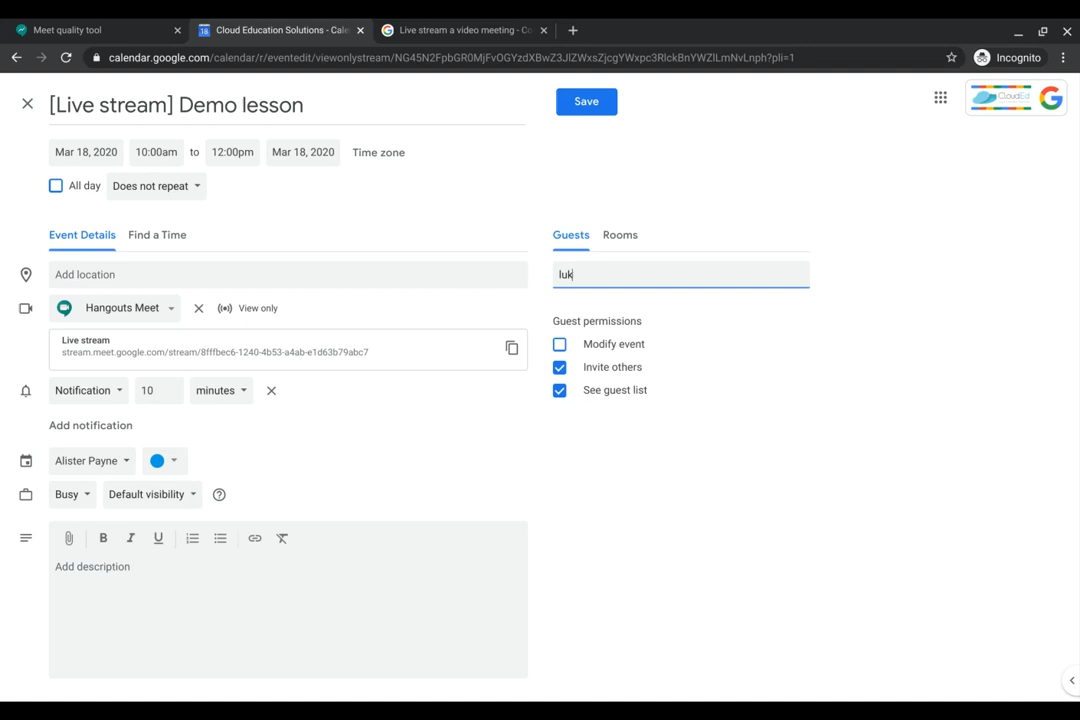 Meet quality tool
Cloud Education Solutions - Cale
Live stream a video meeting - Co
calendar.google.com/calendar/r/eventedit/viewonlystream/NG45N2FpbGR0MjFvOGYzdXBwZ3JlZWxsZjcgYWxpc3RlckBnYWZlLmNvLnph?pli=1
Incognito
[Live stream] Demo lesson
Save
CloudEd
Mar 18, 2020 10:00am to 12:00pm Mar 18, 2020 Time zone
All day Does not repeat
Event Details Find a Time
Guests Rooms
Add location
luk
Hangouts Meet View only
Live stream
stream.meet.google.com/stream/8fffbec6-1240-4b53-a4ab-e1d63b79abc7
Guest permissions
Modify event
Invite others
See guest list
Notification 10 minutes
Add notification
Alister Payne
Busy Default visibility
Add description